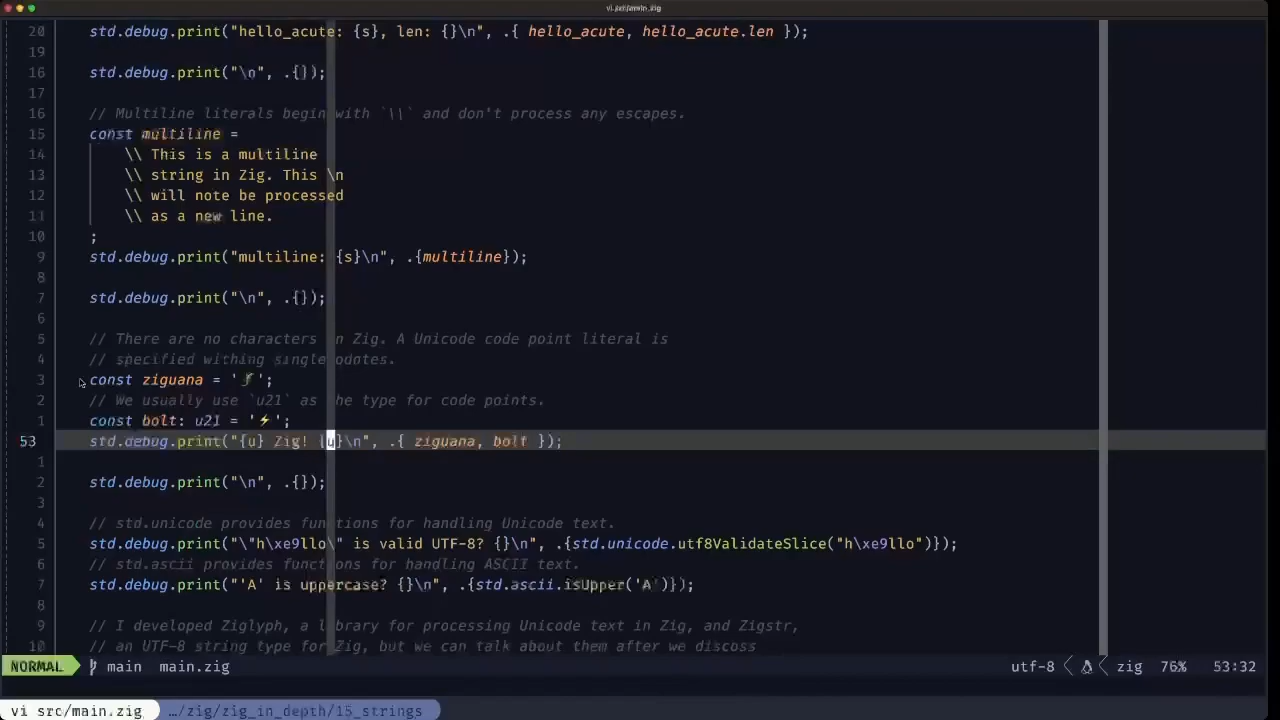 vi src/main.zig
20 std.debug.print("hello_acute: {s}, len: {}\n", .{ hello_acute, hello_acute.len });
19
16 std.debug.print("\n", .{});
17
16 // Multiline literals begin with `\\` and don't process any escapes.
15 const multiline =
14 \\ This is a multiline
13 \\ string in Zig. This \n
12 \\ will note be processed
11 \\ as a new line.
10 ;
9 std.debug.print("multiline: {s}\n", .{multiline});
8
7 std.debug.print("\n", .{});
6
5 // There are no characters in Zig. A Unicode code point literal is
4 // specified withing single quotes.
3 const ziguana = ' ';
2 // We usually use `u21` as the type for code points.
1 const bolt: u21 = '⚡';
53 std.debug.print("{u} Zig! {u}\n", .{ ziguana, bolt });
1
2 std.debug.print("\n", .{});
3
4 // std.unicode provides functions for handling Unicode text.
5 std.debug.print("\"h\xe9llo\" is valid UTF-8? {}\n", .{std.unicode.utf8ValidateSlice("h\xe9llo")});
6 // std.ascii provides functions for handling ASCII text.
7 std.debug.print("'A' is uppercase? {}\n", .{std.ascii.isUpper('A')});
8
9 // I developed Ziglyph, a library for processing Unicode text in Zig, and Zigstr,
10 // an UTF-8 string type for Zig, but we can talk about them after we discuss
NORMAL main main.zig utf-8 zig 76% 53:32
vi src/main.zig …/zig/zig_in_depth/15_strings